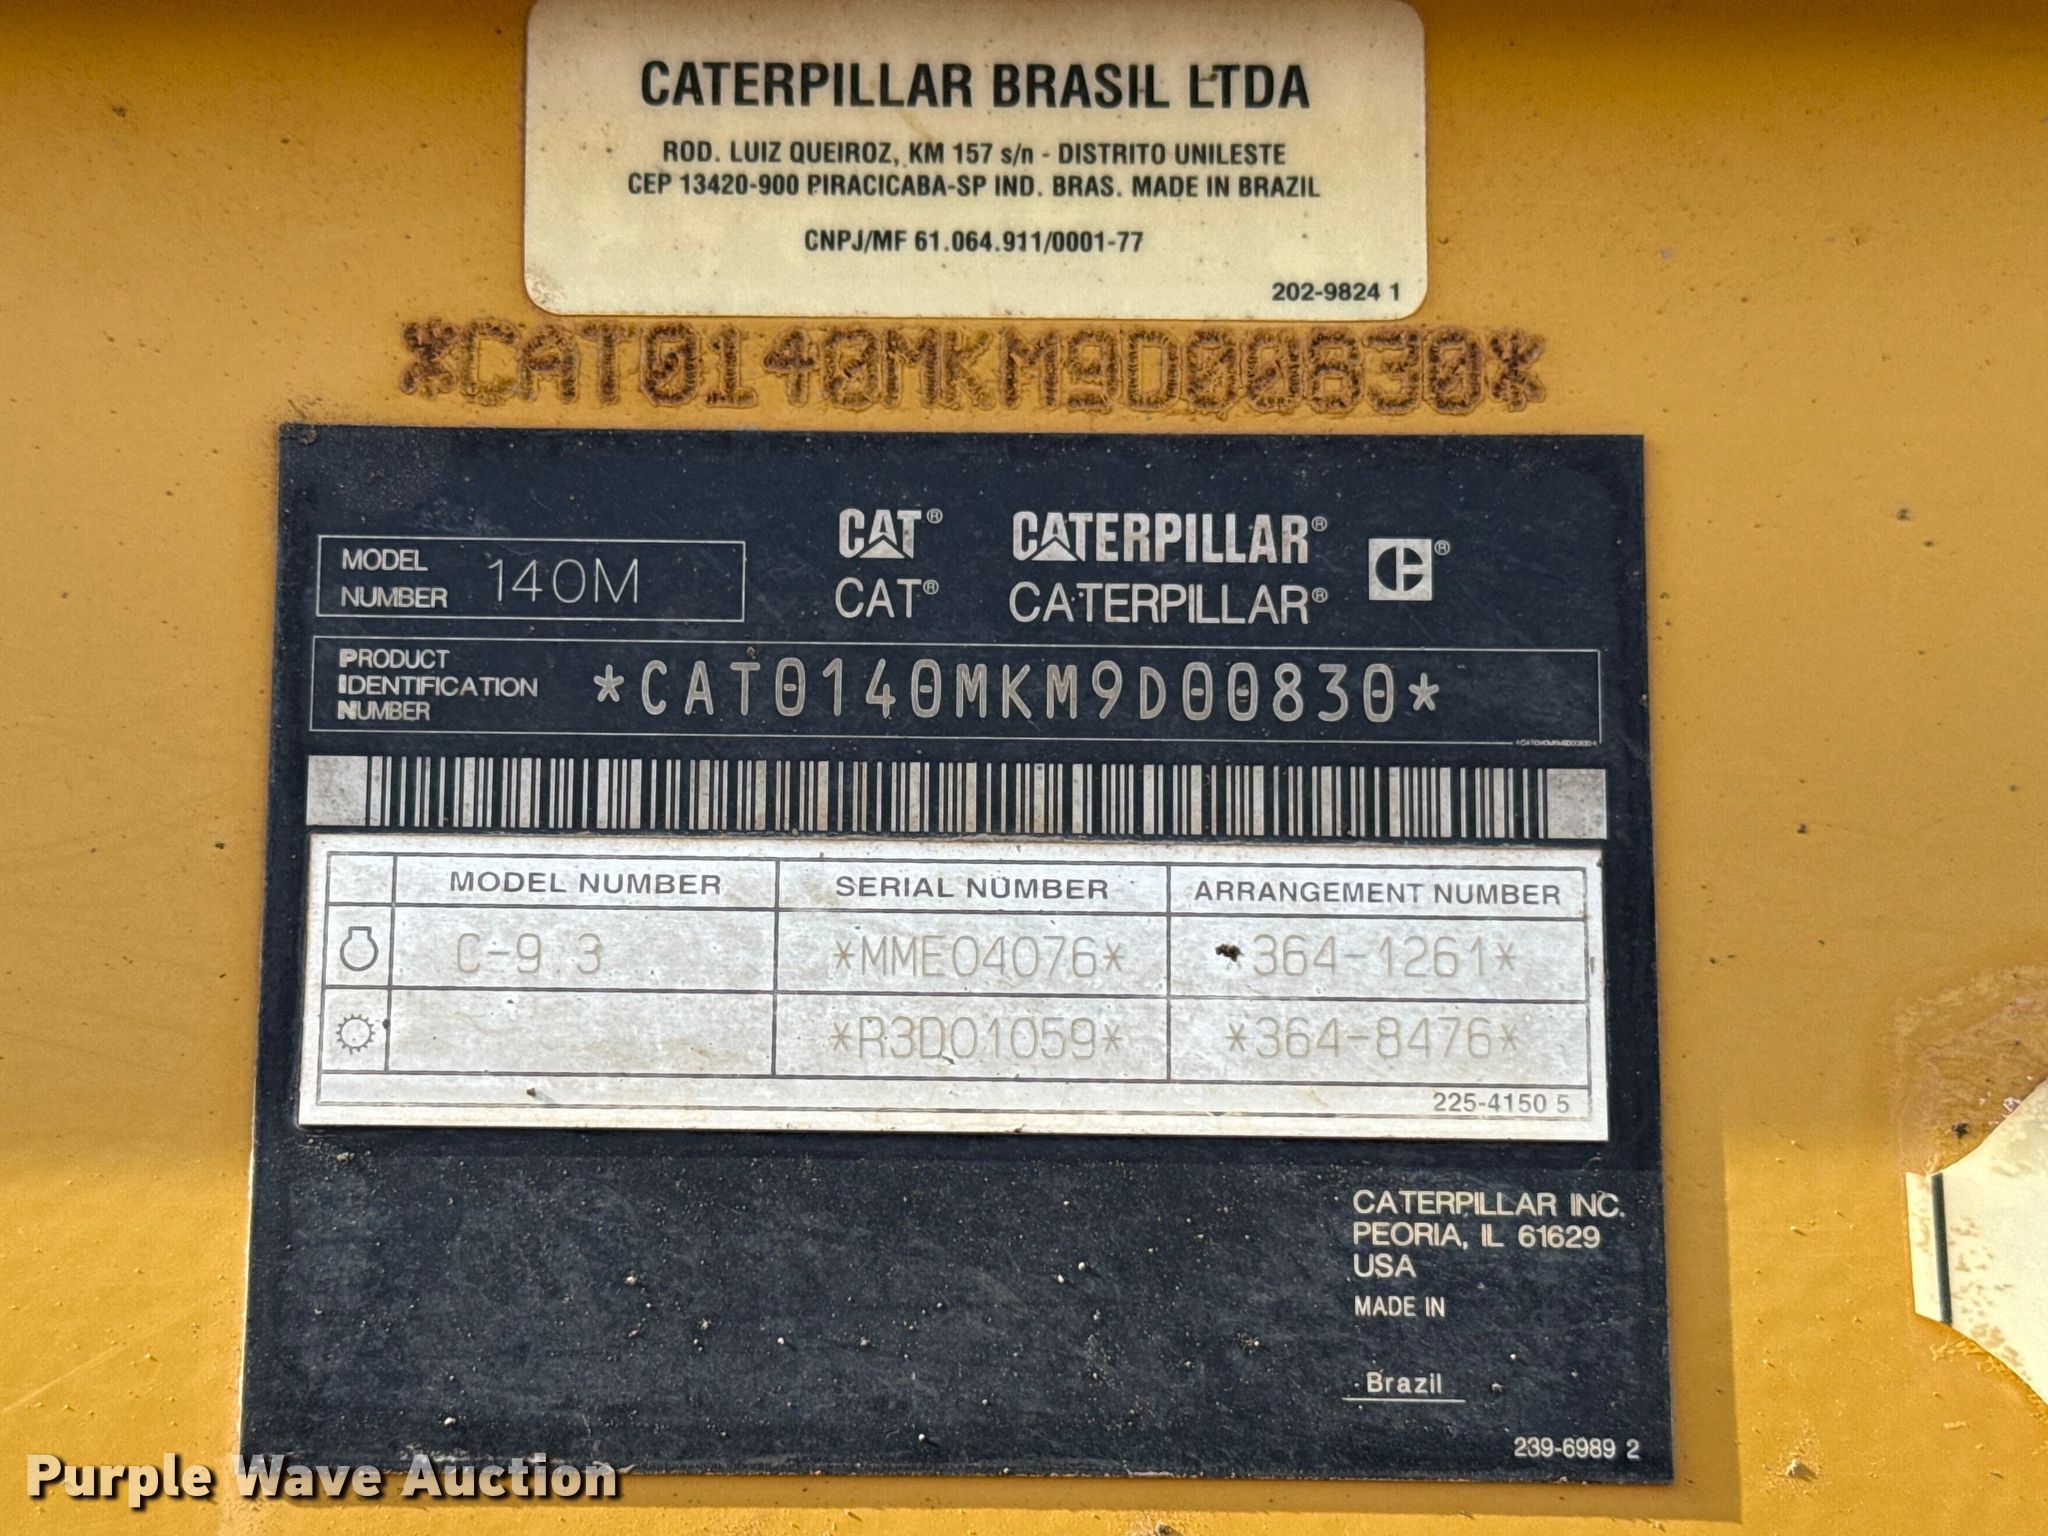 CATERPILLAR BRASIL LTDA
ROD. LUIZ QUEIROZ, KM 157 s/n - DISTRITO UNILESTE
CEP 13420-900 PIRACICABA-SP IND. BRAS. MADE IN BRAZIL
CNPJ/MF 61.064.911/0001-77
202-9824 1
*CAT0140MKM9D00830*
MODEL NUMBER 140M
CAT® CATERPILLAR® C®
CAT® CATERPILLAR®
PRODUCT IDENTIFICATION NUMBER *CAT0140MKM9D00830*
*CAT0140MKM9D00830*
MODEL NUMBER SERIAL NUMBER ARRANGEMENT NUMBER
C-9.3 *MME04076* *364-1261*
*R3D01059* *364-8476*
225-4150 5
CATERPILLAR INC.
PEORIA, IL 61629
USA
MADE IN
Brazil
239-6989 2
Purple Wave Auction